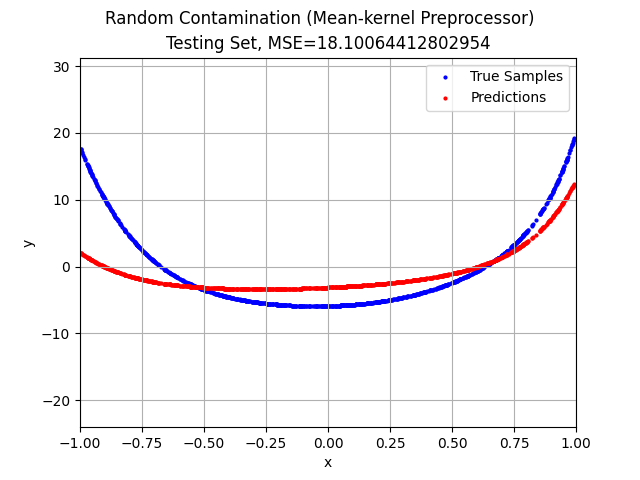 Random Contamination (Mean-kernel Preprocessor)
Testing Set, MSE=18.10064412802954
True Samples
Predictions
30
20
10
0
−10
−20
y
−1.00 −0.75 −0.50 −0.25 0.00 0.25 0.50 0.75 1.00
x